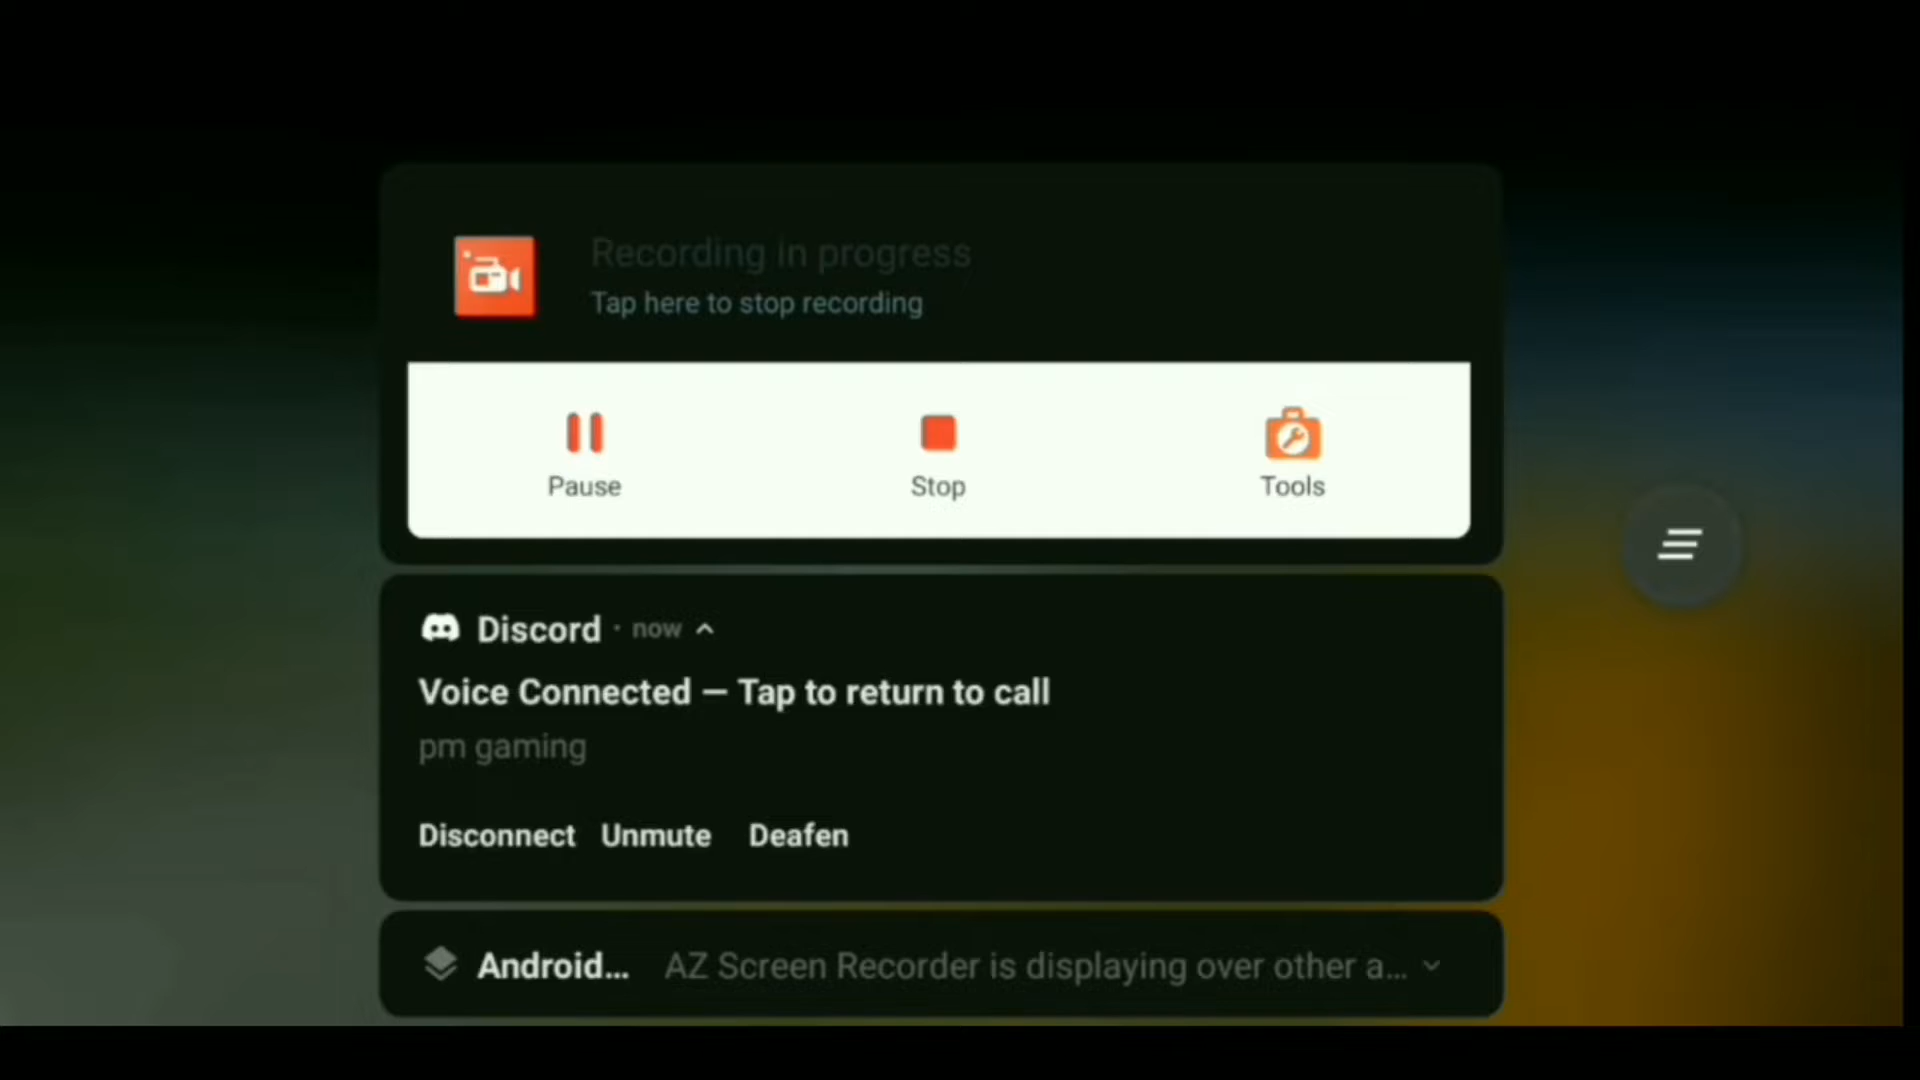 Recording in progress
Tap here to stop recording
Pause Stop Tools
Discord · now
Voice Connected — Tap to return to call
pm gaming
Disconnect Unmute Deafen
Android... AZ Screen Recorder is displaying over other a...